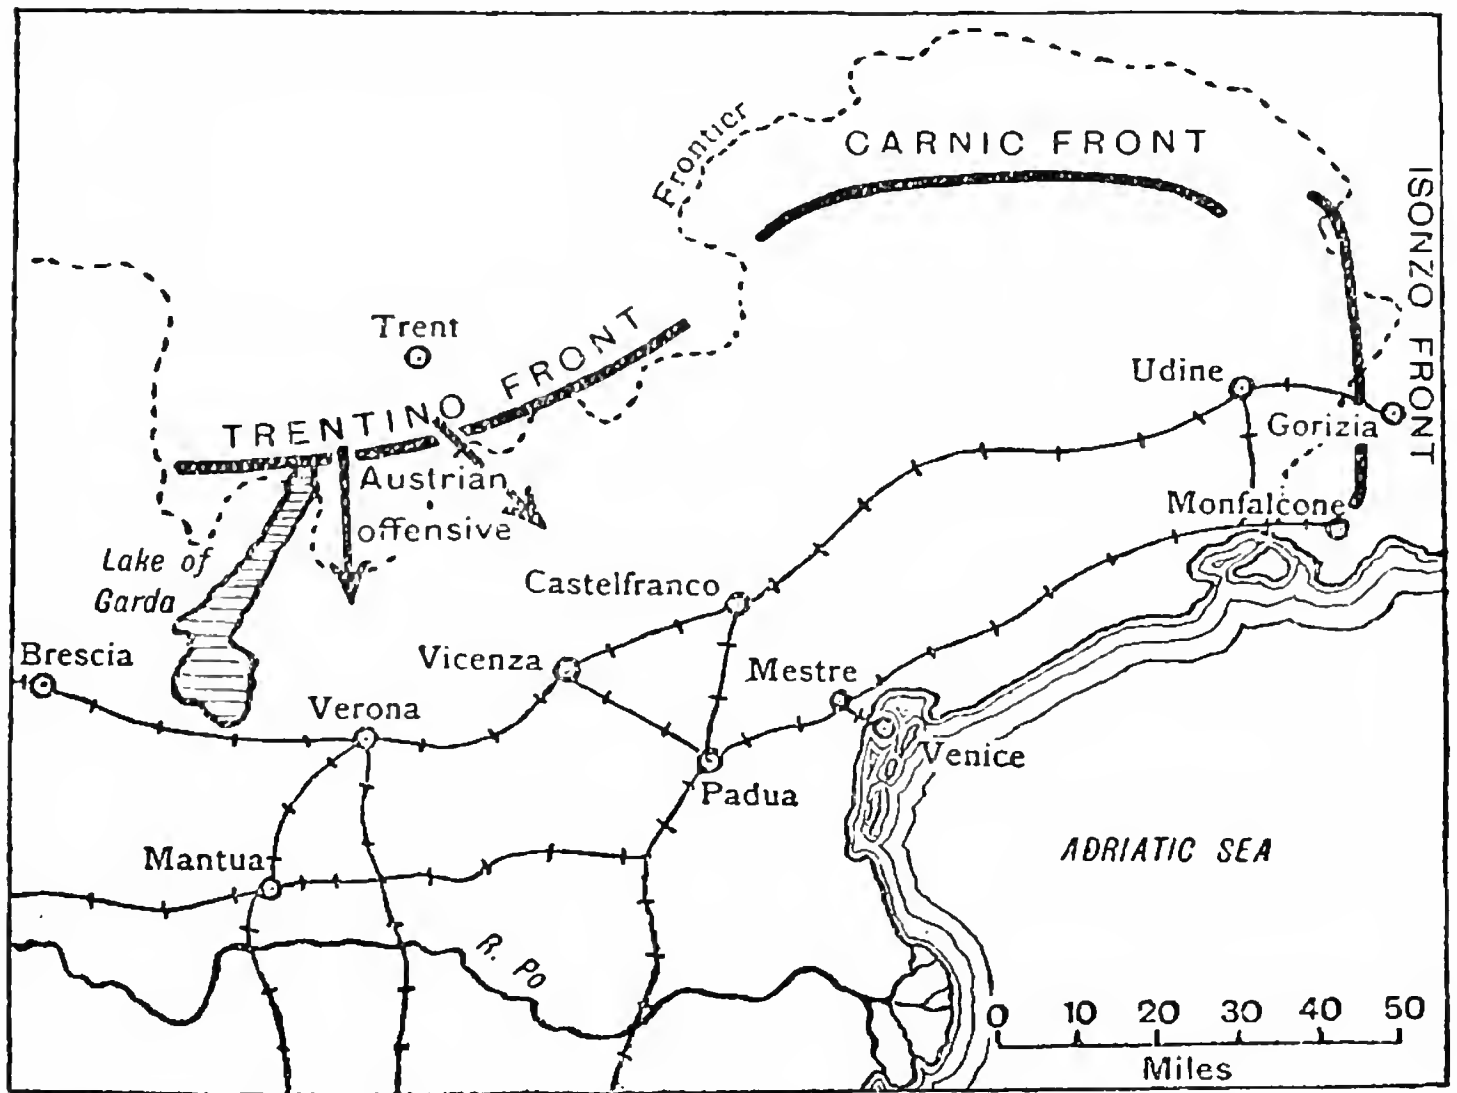 Frontier
CARNIC FRONT
ISONZO FRONT
Trent
TRENTINO FRONT
Udine
Gorizia
Austrian
offensive
Monfalcone
Lake of
Garda
Castelfranco
Brescia
Vicenza
Mestre
Verona
Venice
Padua
Mantua
ADRIATIC SEA
R. Po
0 10 20 30 40 50
Miles